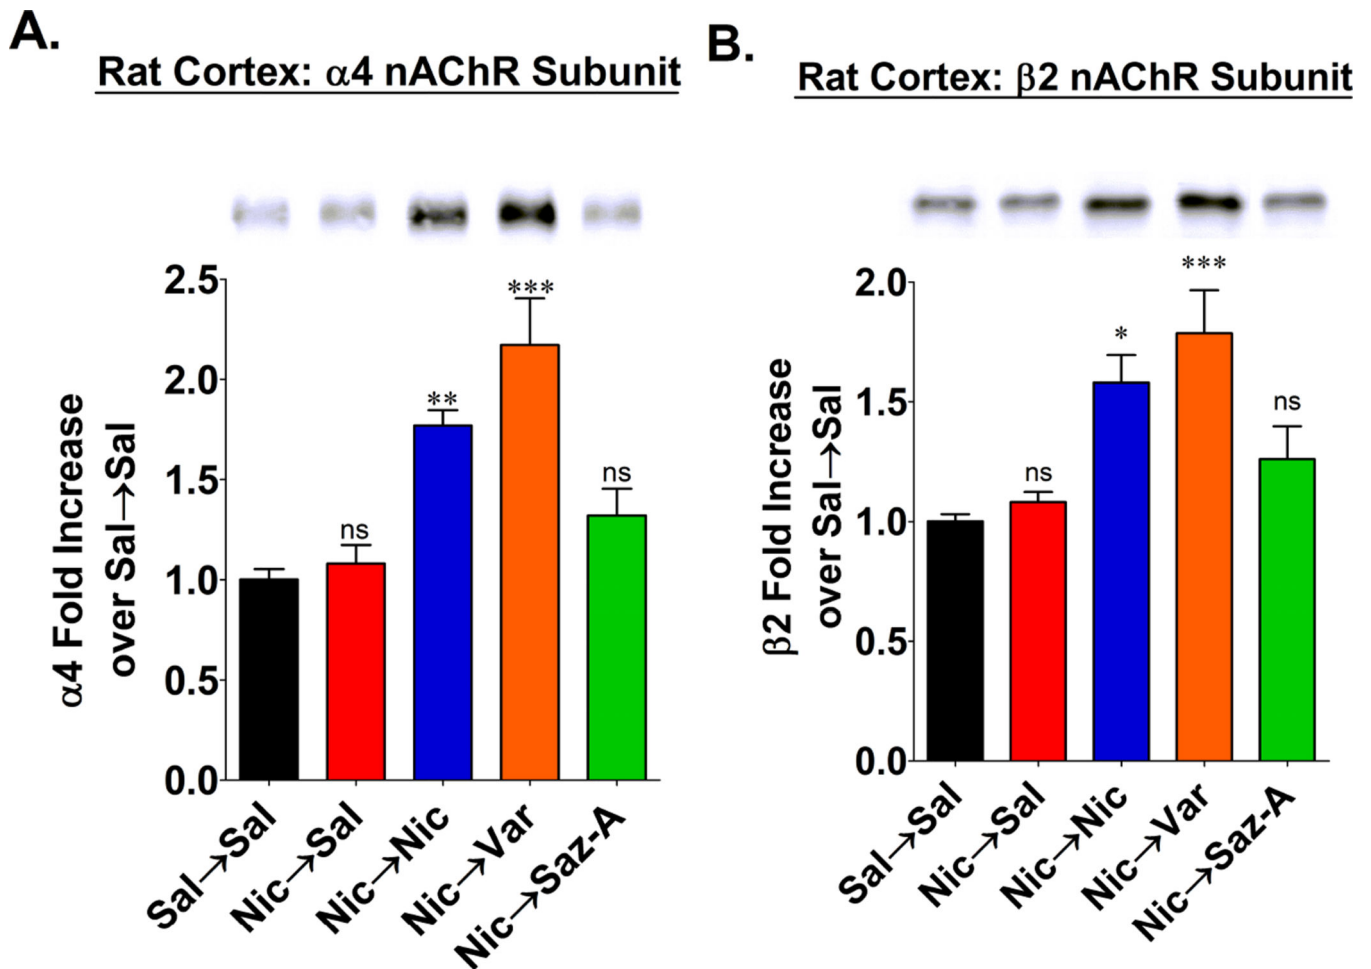 A.
Rat Cortex: α4 nAChR Subunit
α4 Fold Increase
over Sal→Sal
2.5
2.0
1.5
1.0
0.5
0.0
ns
**
***
ns
Sal→Sal
Nic→Sal
Nic→Nic
Nic→Var
Nic→Saz-A
B.
Rat Cortex: β2 nAChR Subunit
β2 Fold Increase
over Sal→Sal
2.0
1.5
1.0
0.5
0.0
ns
*
***
ns
Sal→Sal
Nic→Sal
Nic→Nic
Nic→Var
Nic→Saz-A